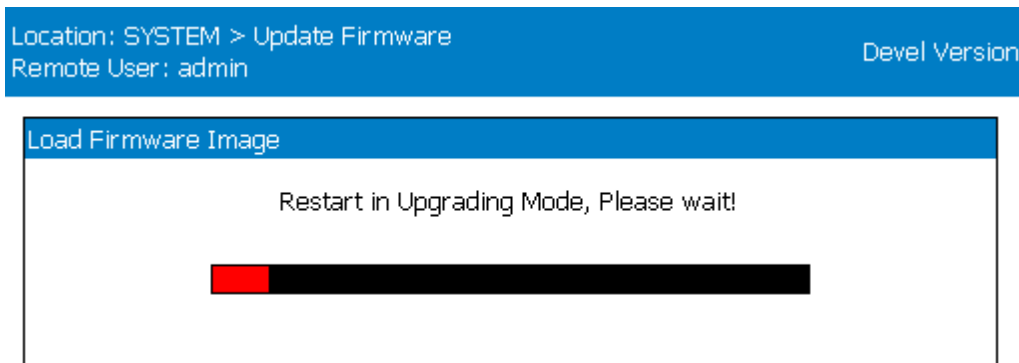 Location: SYSTEM > Update Firmware
Remote User: admin
Devel Version
Load Firmware Image
Restart in Upgrading Mode, Please wait!